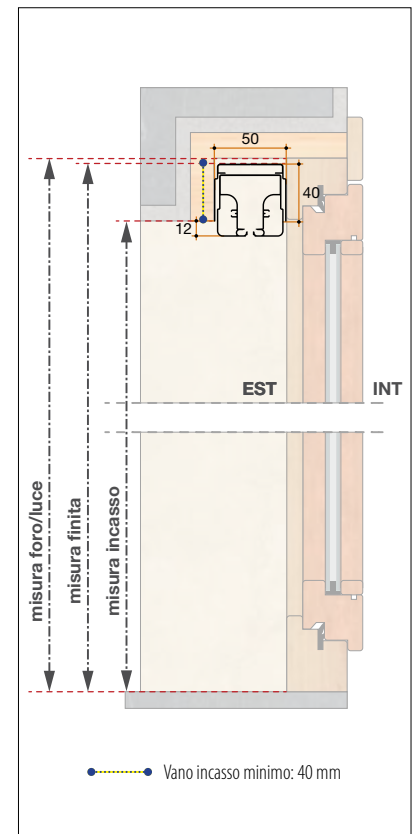 50
40
12
EST
INT
misura foro/luce
misura finita
misura incasso
Vano incasso minimo: 40 mm